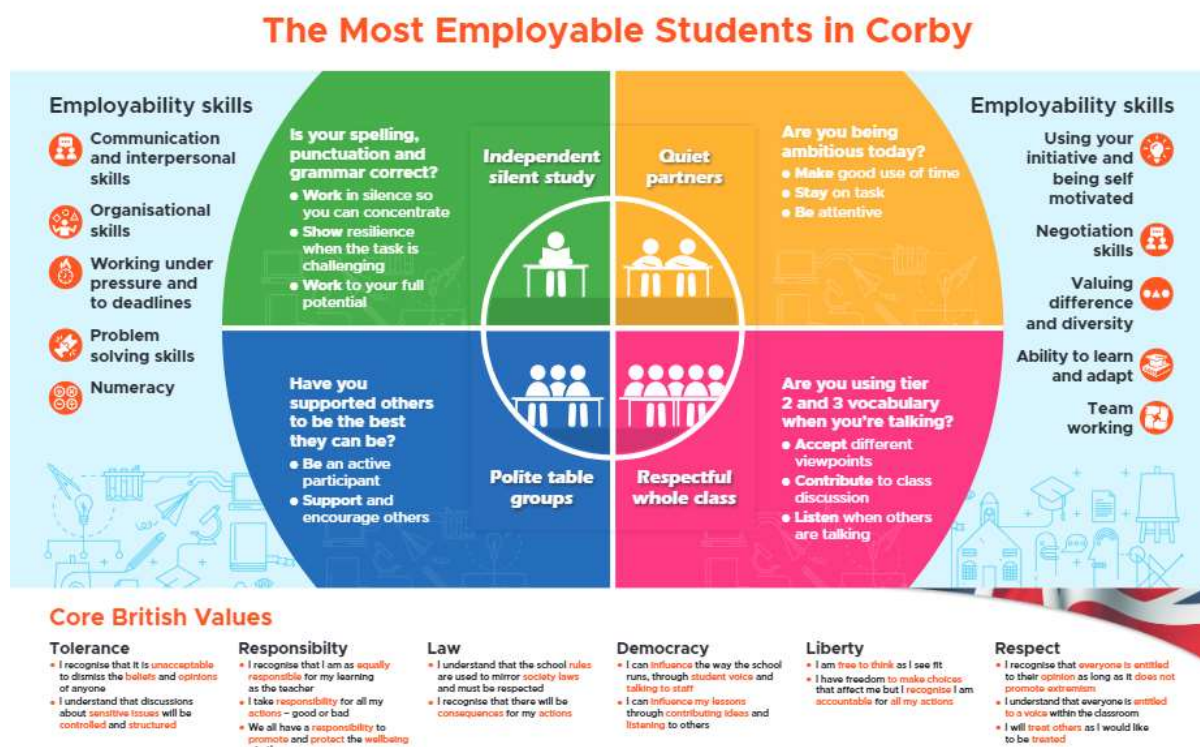 The Most Employable Students in Corby
Employability skills
Communication
and interpersonal
skills
Organisational
skills
Working under
pressure and
to deadlines
Problem
solving skills
Numeracy
Is your spelling,
punctuation and
grammar correct?
• Work in silence so
you can concentrate
• Show resilience
when the task is
challenging
• Work to your full
potential
Independent
silent study
Quiet
partners
Are you being
ambitious today?
• Make good use of time
• Stay on task
• Be attentive
Have you
supported others
to be the best
they can be?
• Be an active
participant
• Support and
encourage others
Polite table
groups
Respectful
whole class
Are you using tier
2 and 3 vocabulary
when you're talking?
• Accept different
viewpoints
• Contribute to class
discussion
• Listen when others
are talking
Employability skills
Using your
initiative and
being self
motivated
Negotiation
skills
Valuing
difference
and diversity
Ability to learn
and adapt
Team
working
Core British Values
Tolerance
• I recognise that it is unacceptable
to dismiss the beliefs and opinions
of anyone
• I understand that discussions
about sensitive issues will be
controlled and structured
Responsibilty
• I recognise that I am as equally
responsible for my learning
as the teacher
• I take responsibility for all my
actions – good or bad
• We all have a responsibility to
promote and protect the wellbeing
Law
• I understand that the school rules
are used to mirror society laws
and must be respected
• I recognise that there will be
consequences for my actions
Democracy
• I can influence the way the school
runs, through student voice and
talking to staff
• I can influence my lessons
through contributing ideas and
listening to others
Liberty
• I am free to think as I see fit
• I have freedom to make choices
that affect me but I recognise I am
accountable for all my actions
Respect
• I recognise that everyone is entitled
to their opinion as long as it does not
promote extremism
• I understand that everyone is entitled
to a voice within the classroom
• I will treat others as I would like
to be treated